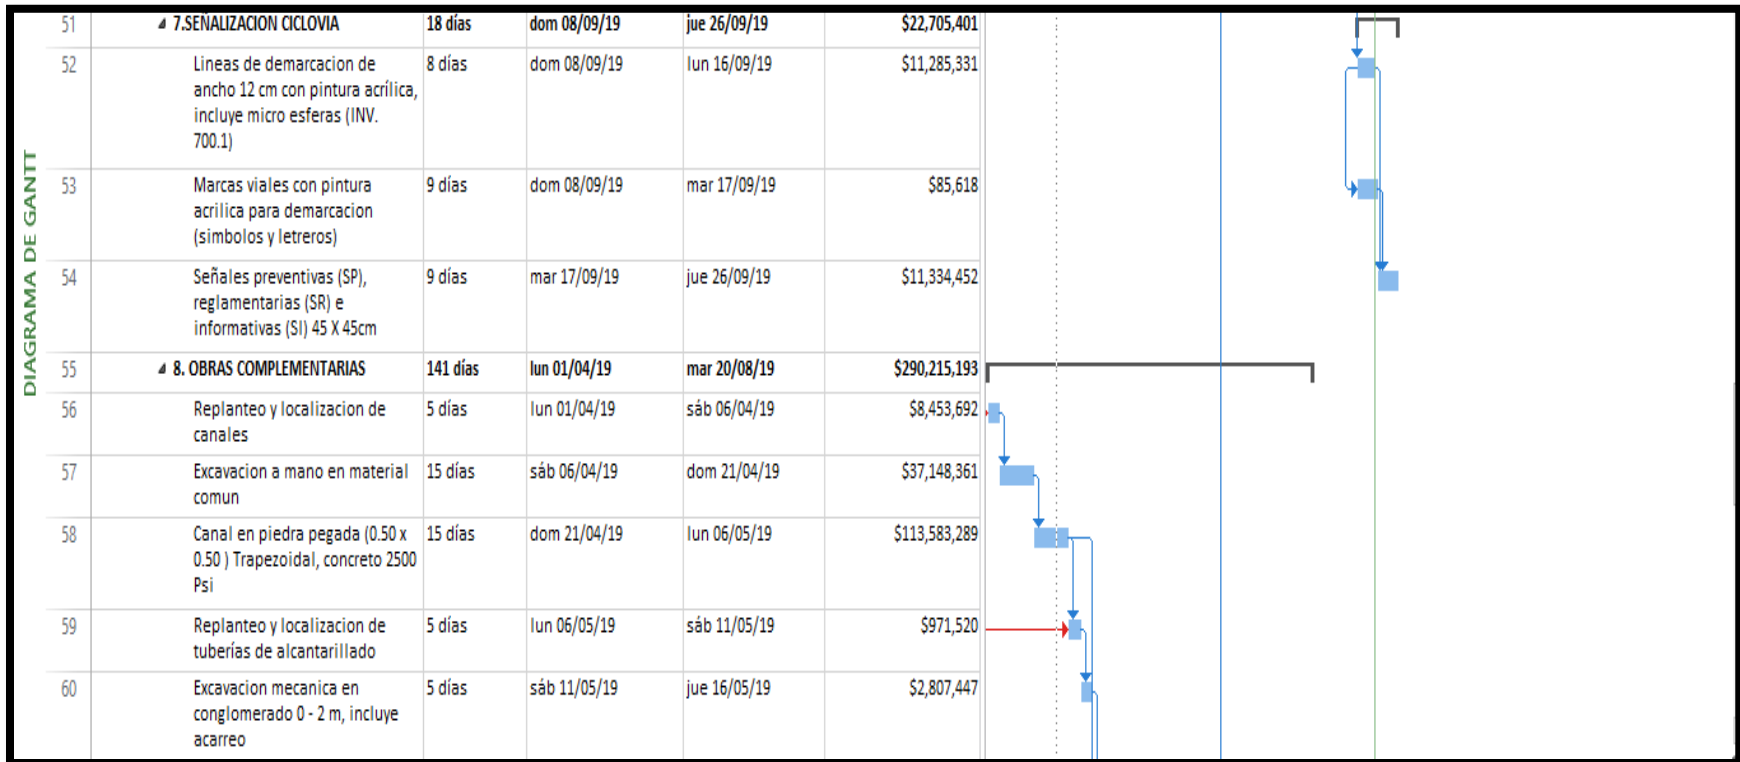 DIAGRAMA DE GANTT
51 7.SEÑALIZACION CICLOVIA 18 días dom 08/09/19 jue 26/09/19 $22,705,401
52 Lineas de demarcacion de 8 días dom 08/09/19 lun 16/09/19 $11,285,331
ancho 12 cm con pintura acrílica,
incluye micro esferas (INV.
700.1)
53 Marcas viales con pintura 9 días dom 08/09/19 mar 17/09/19 $85,618
acrilica para demarcacion
(simbolos y letreros)
54 Señales preventivas (SP), 9 días mar 17/09/19 jue 26/09/19 $11,334,452
reglamentarias (SR) e
informativas (SI) 45 X 45cm
55 8. OBRAS COMPLEMENTARIAS 141 días lun 01/04/19 mar 20/08/19 $290,215,193
56 Replanteo y localizacion de 5 días lun 01/04/19 sáb 06/04/19 $8,453,692
canales
57 Excavacion a mano en material 15 días sáb 06/04/19 dom 21/04/19 $37,148,361
comun
58 Canal en piedra pegada (0.50 x 15 días dom 21/04/19 lun 06/05/19 $113,583,289
0.50 ) Trapezoidal, concreto 2500
Psi
59 Replanteo y localizacion de 5 días lun 06/05/19 sáb 11/05/19 $971,520
tuberías de alcantarillado
60 Excavacion mecanica en 5 días sáb 11/05/19 jue 16/05/19 $2,807,447
conglomerado 0 - 2 m, incluye
acarreo